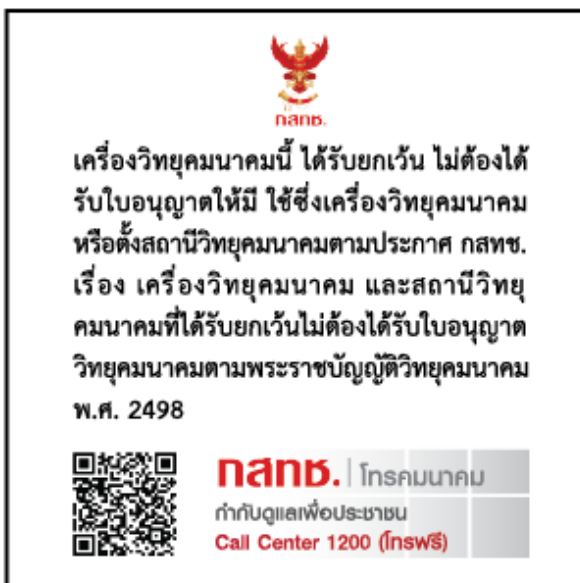 กสทช.
เครื่องวิทยุคมนาคมนี้ ได้รับยกเว้น ไม่ต้องได้
รับใบอนุญาตให้มี ใช้ซึ่งเครื่องวิทยุคมนาคม
หรือตั้งสถานีวิทยุคมนาคมตามประกาศ กสทช.
เรื่อง เครื่องวิทยุคมนาคม และสถานีวิทยุ
คมนาคมที่ได้รับยกเว้นไม่ต้องได้รับใบอนุญาต
วิทยุคมนาคมตามพระราชบัญญัติวิทยุคมนาคม
พ.ศ. 2498
กสทช. | โทรคมนาคม
กำกับดูแลเพื่อประชาชน
Call Center 1200 (โทรฟรี)